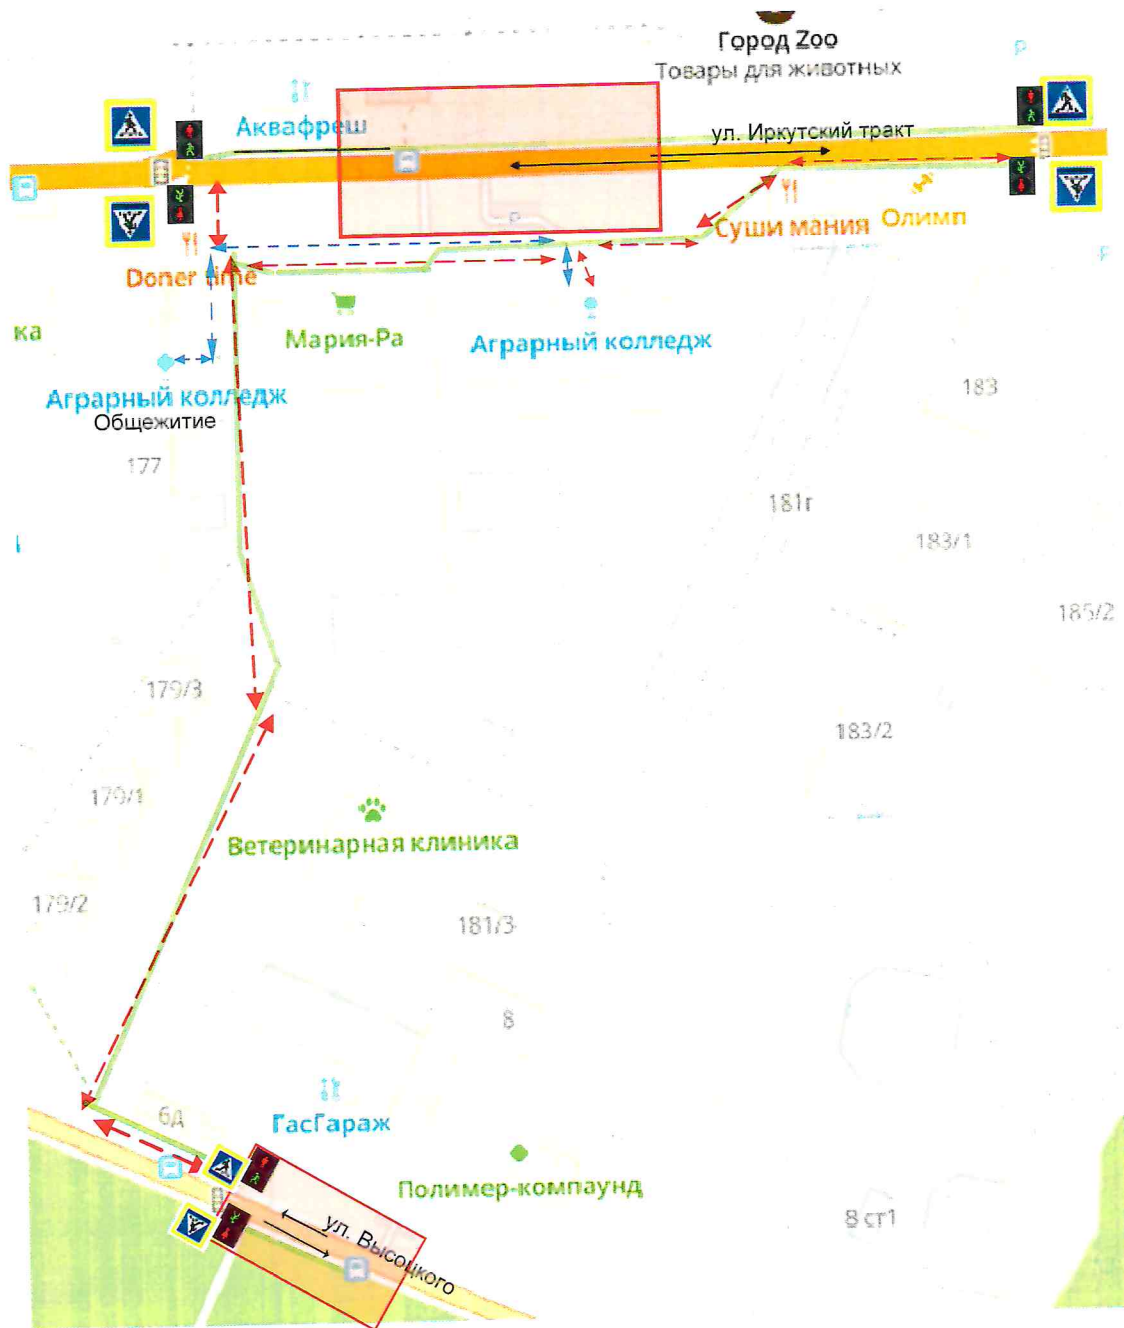 Город Zoo
Товары для животных
P
Аквафреш
ул. Иркутский тракт
P
Суши мания
Олимп
P
Doner time
ка
Мария-Ра
Аграрный колледж
Аграрный колледж
Общежитие
183
177
181г
183/1
185/2
179/3
183/2
179/1
Ветеринарная клиника
179/2
181/3
8
6д
ГасГараж
Полимер-компаунд
8 ст1
ул. Высоцкого